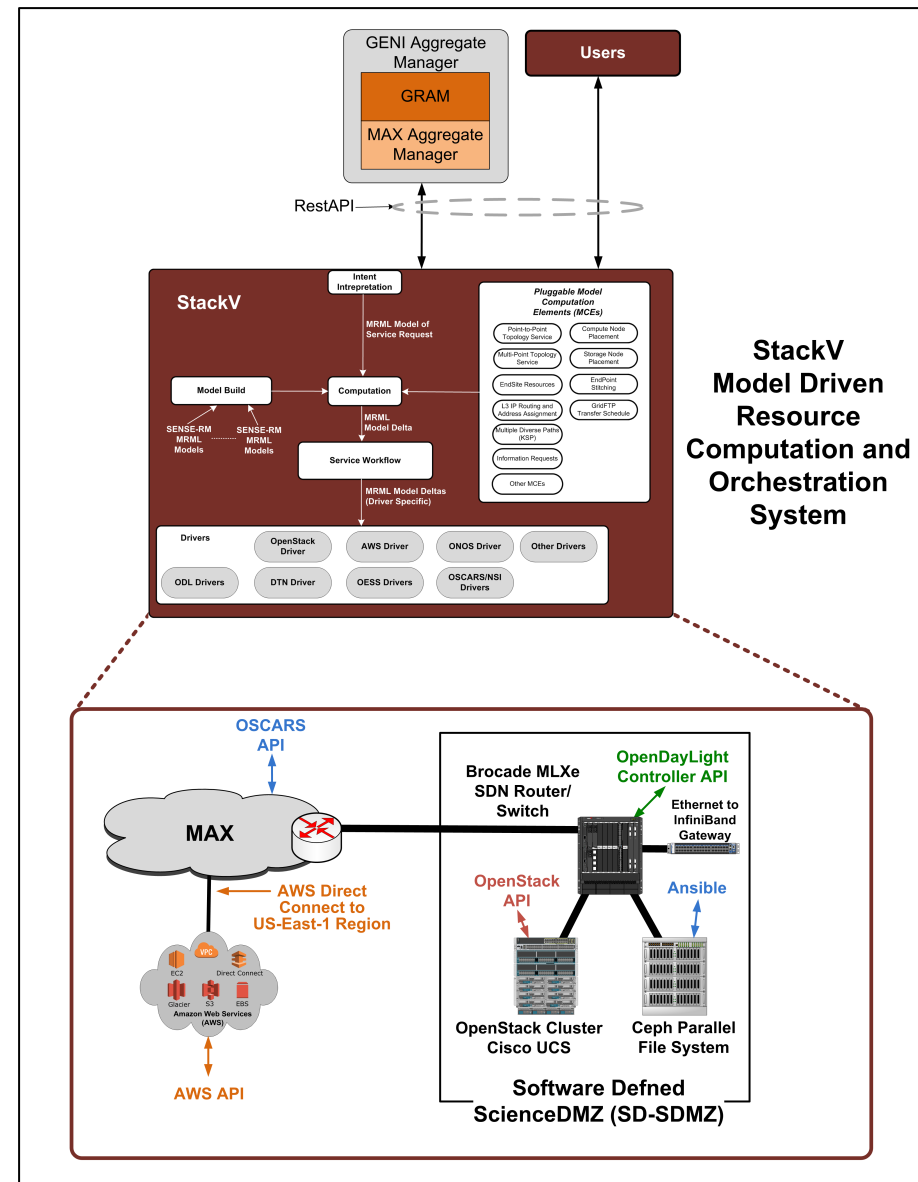 GENI Aggregate
Manager
GRAM
MAX Aggregate
Manager
Users
RestAPI
StackV
Intent
Intrepretation
MRML Model of
Service Request
Model Build
Computation
SENSE-RM
MRML
Models
SENSE-RM
MRML
Models
MRML
Model Delta
Service Workflow
MRML Model Deltas
(Driver Specific)
Pluggable Model
Computation
Elements (MCEs)
Point-to-Point
Topology Service
Compute Node
Placement
Multi-Point Topology
Service
Storage Node
Placement
EndSite Resources
EndPoint
Stitching
L3 IP Routing and
Address Assignment
GridFTP
Transfer Schedule
Multiple Diverse Paths
(KSP)
Information Requests
Other MCEs
Drivers
OpenStack
Driver
AWS Driver
ONOS Driver
Other Drivers
ODL Drivers
DTN Driver
OESS Drivers
OSCARS/NSI
Drivers
StackV
Model Driven
Resource
Computation and
Orchestration
System
OSCARS
API
MAX
AWS Direct
Connect to
US-East-1 Region
VPC
EC2
Direct Connect
Glacier
S3
EBS
Amazon Web Services
(AWS)
AWS API
Brocade MLXe
SDN Router/
Switch
OpenDayLight
Controller API
Ethernet to
InfiniBand
Gateway
OpenStack
API
Ansible
OpenStack Cluster
Cisco UCS
Ceph Parallel
File System
Software Defned
ScienceDMZ (SD-SDMZ)